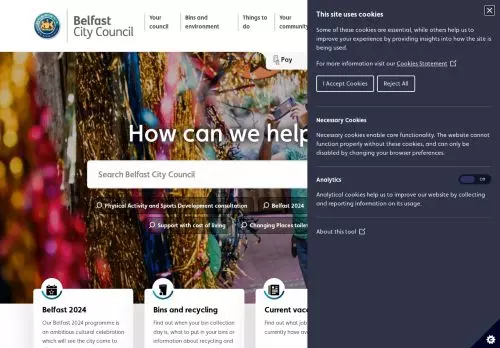 Belfast
City Council
Your
council
Bins and
environment
Things to
do
Your
community
Pay
How can we help
Search Belfast City Council
Physical Activity and Sports Development consultation
Belfast 2024
Support with cost of living
Changing Places toilets
Belfast 2024
Our Belfast 2024 programme is
an ambitious cultural celebration
which will see the city come to
Bins and recycling
Find out when your bin collection
day is, what to put in your bins or
information about recycling and
Current vaca
Find out what jobs
currently have av
This site uses cookies
Some of these cookies are essential, while others help us to
improve your experience by providing insights into how the site is
being used.
For more information visit our Cookies Statement
I Accept Cookies
Reject All
Necessary Cookies
Necessary cookies enable core functionality. The website cannot
function properly without these cookies, and can only be
disabled by changing your browser preferences.
Analytics
Off
Analytical cookies help us to improve our website by collecting
and reporting information on its usage.
About this tool